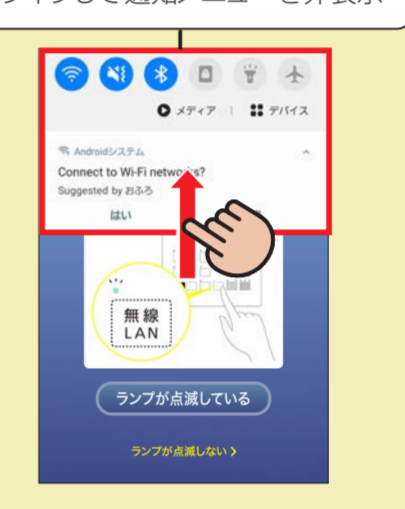 して通知メニューを非表示
メディア | デバイス
Androidシステム
Connect to Wi-Fi networks?
Suggested by おふろ
はい
無線
LAN
ランプが点滅している
ランプが点滅しない >